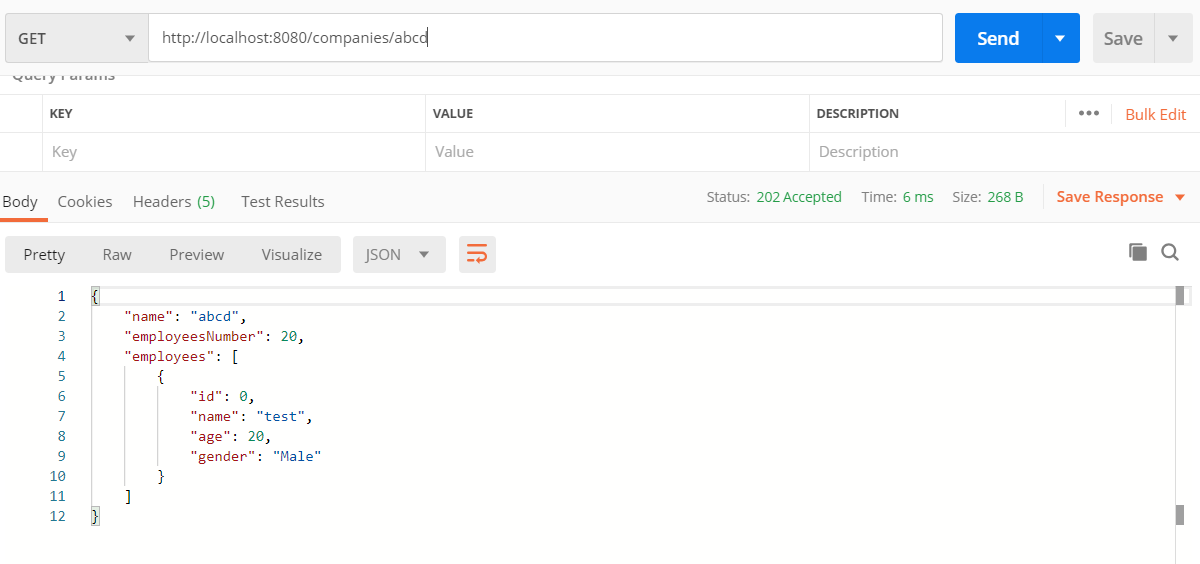 GET http://localhost:8080/companies/abcd Send Save
Query Params
KEY VALUE DESCRIPTION ••• Bulk Edit
Key Value Description
Body Cookies Headers (5) Test Results Status: 202 Accepted Time: 6 ms Size: 268 B Save Response
Pretty Raw Preview Visualize JSON
1 {
2 "name": "abcd",
3 "employeesNumber": 20,
4 "employees": [
5 {
6 "id": 0,
7 "name": "test",
8 "age": 20,
9 "gender": "Male"
10 }
11 ]
12 }